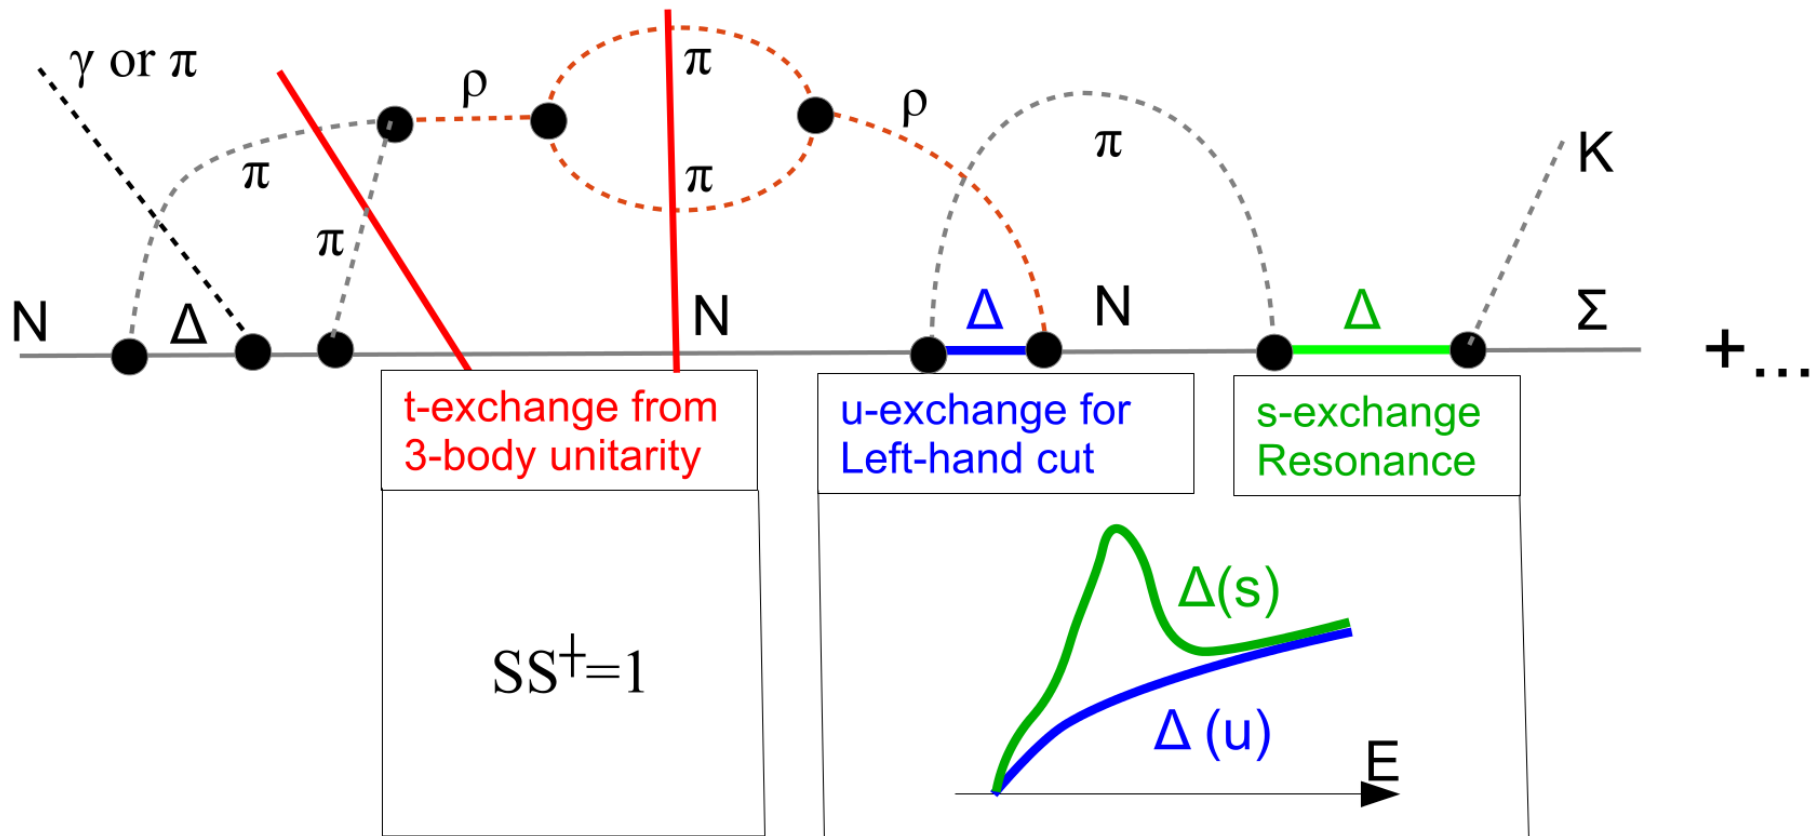 γ or π
ρ
π
ρ
π
π
π
K
π
N
Δ
N
Δ
N
Δ
Σ
+...
t-exchange from
3-body unitarity
u-exchange for
Left-hand cut
s-exchange
Resonance
SS†=1
Δ(s)
Δ (u)
E